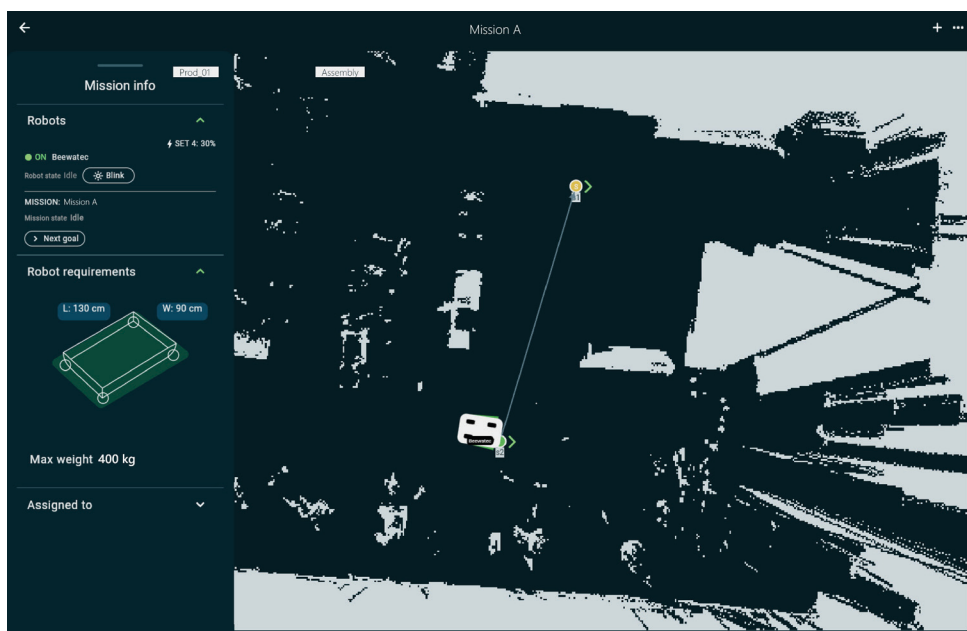 Mission A
Prod_01
Assembly
Mission info
Robots
SET 4: 30%
ON Beewatec
Robot state Idle
Blink
MISSION: Mission A
Mission state Idle
Next goal
Robot requirements
L: 130 cm
W: 90 cm
Max weight 400 kg
Assigned to
Beewatec